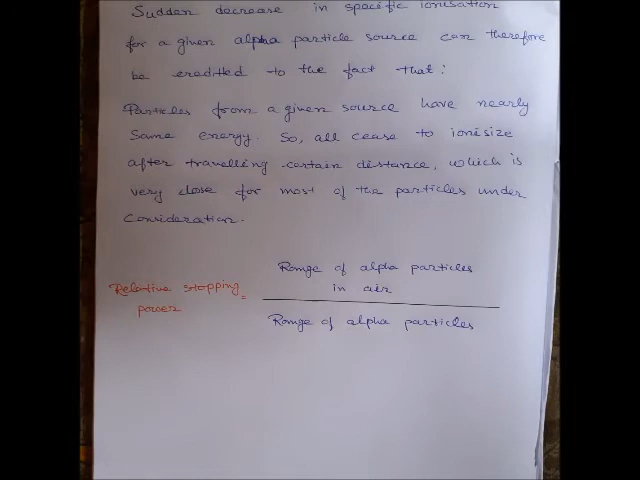 Sudden decrease in specific ionisation
for a given alpha particle source can therefore
be creditted to the fact that:
Particles from a given source have nearly
Same energy. So, all cease to ionisize
after travelling certain distance, which is
very close for most of the particles under
Consideration.
Relative stopping power =
Range of alpha particles
in air
Range of alpha particles